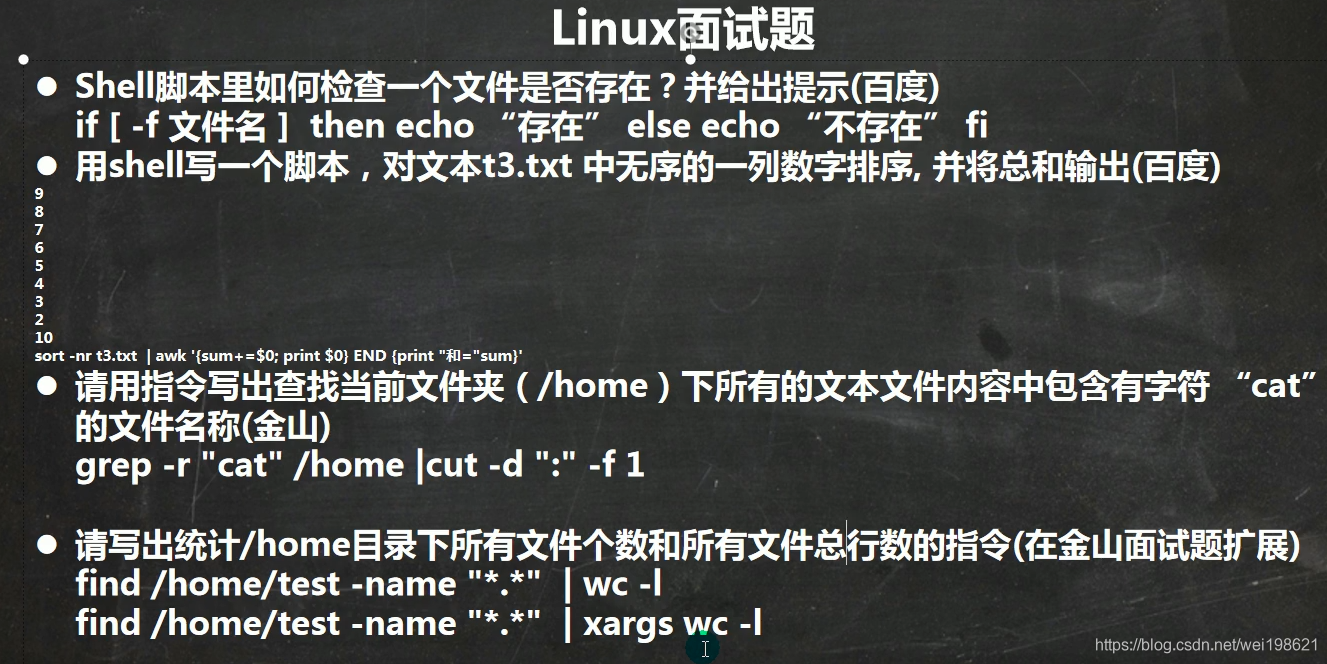 Linux面试题
● Shell脚本里如何检查一个文件是否存在？并给出提示(百度)
if [ -f 文件名 ]  then echo “存在” else echo “不存在” fi
● 用shell写一个脚本，对文本t3.txt 中无序的一列数字排序, 并将总和输出(百度)
9
8
7
6
5
4
3
2
10
sort -nr t3.txt | awk '{sum+=$0; print $0} END {print "和="sum}'
● 请用指令写出查找当前文件夹（/home）下所有的文本文件内容中包含有字符 “cat”
的文件名称(金山)
grep -r "cat" /home |cut -d ":" -f 1
● 请写出统计/home目录下所有文件个数和所有文件总行数的指令(在金山面试题扩展)
find /home/test -name "*.*" | wc -l
find /home/test -name "*.*" | xargs wc -l
https://blog.csdn.net/wei198621